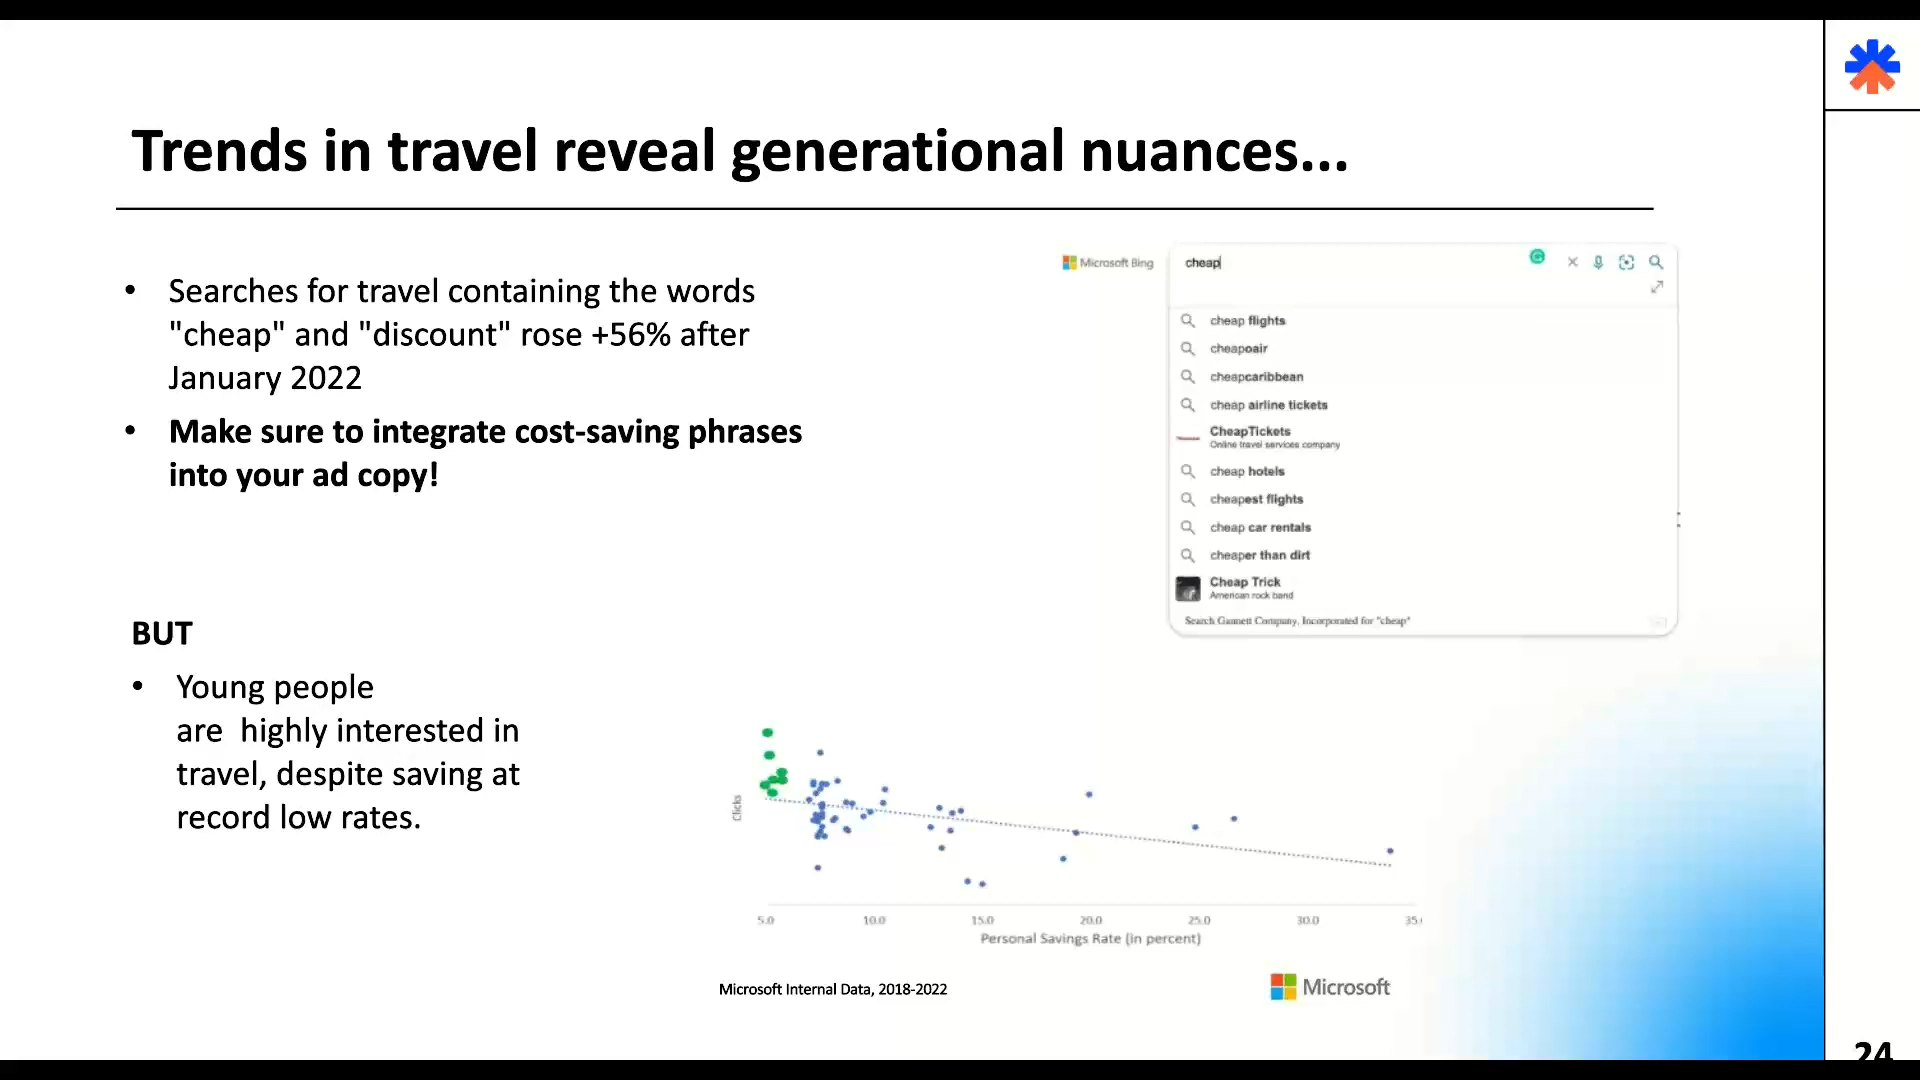 Trends in travel reveal generational nuances...
• Searches for travel containing the words
"cheap" and "discount" rose +56% after
January 2022
• Make sure to integrate cost-saving phrases
into your ad copy!
Microsoft Bing
cheap
cheap flights
cheapoair
cheapcaribbean
cheap airline tickets
CheapTickets
Online travel services company
cheap hotels
cheapest flights
cheap car rentals
cheaper than dirt
Cheap Trick
American rock band
Search Gannett Company, Incorporated for "cheap"
BUT
• Young people
are highly interested in
travel, despite saving at
record low rates.
Clicks
5.0 10.0 15.0 20.0 25.0 30.0 35.
Personal Savings Rate (in percent)
Microsoft Internal Data, 2018-2022
Microsoft
24